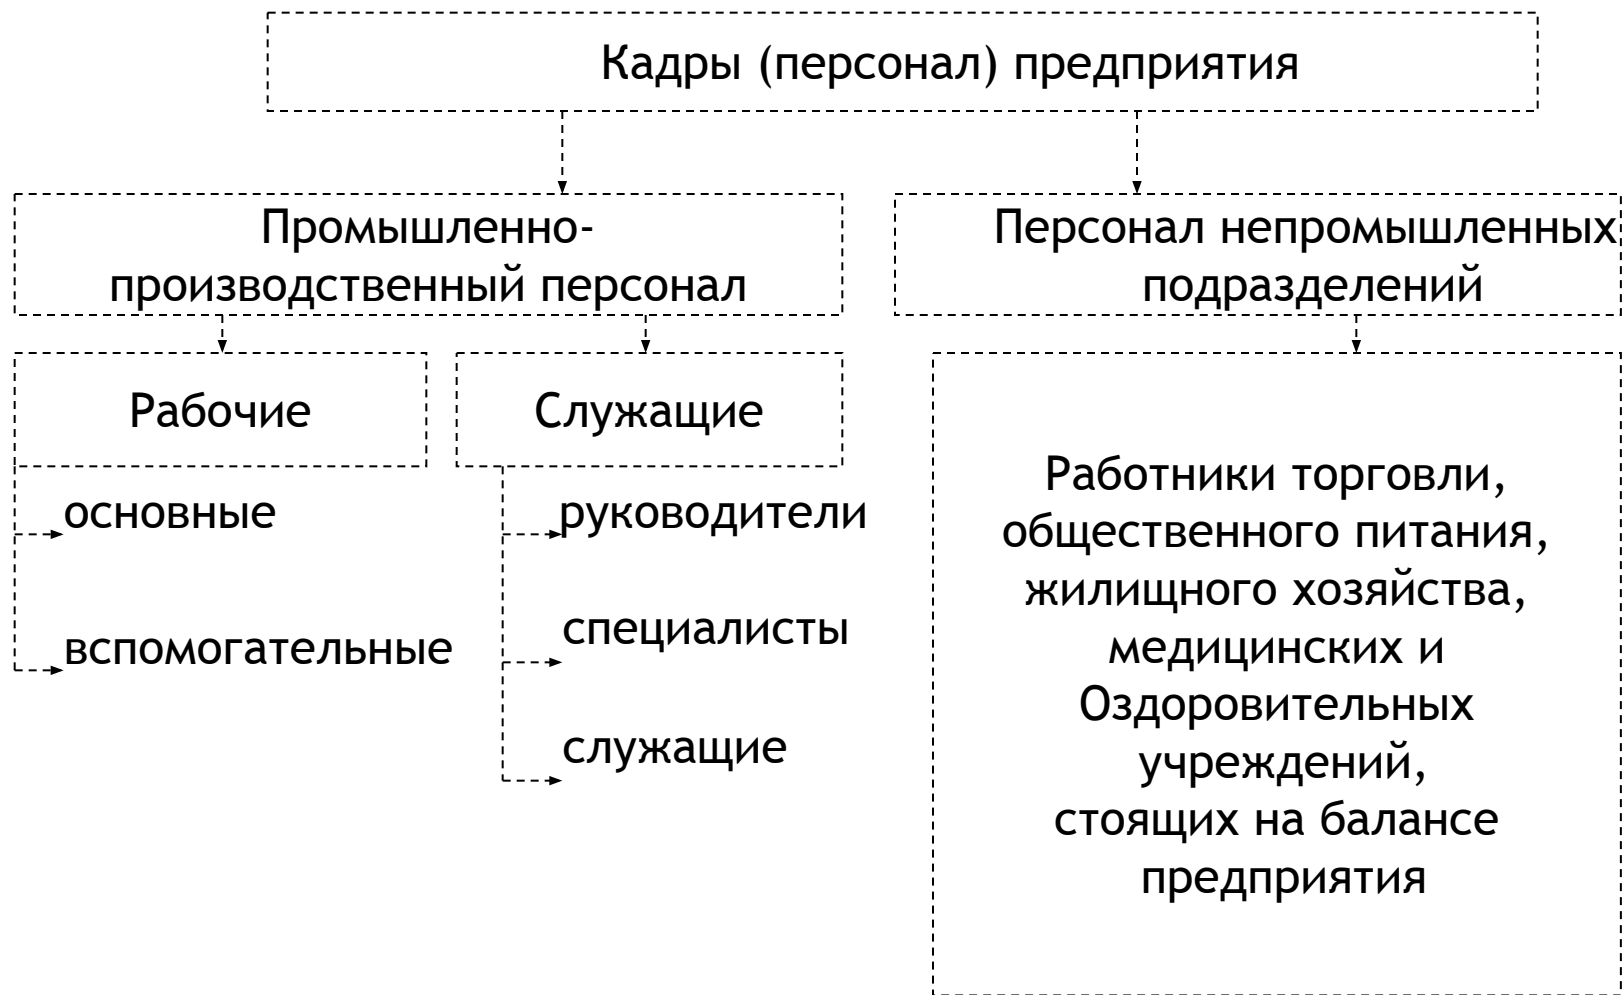 Кадры (персонал) предприятия
Промышленно-
производственный персонал
Персонал непромышленных
подразделений
Рабочие
Служащие
основные
вспомогательные
руководители
специалисты
служащие
Работники торговли,
общественного питания,
жилищного хозяйства,
медицинских и
Оздоровительных
учреждений,
стоящих на балансе
предприятия